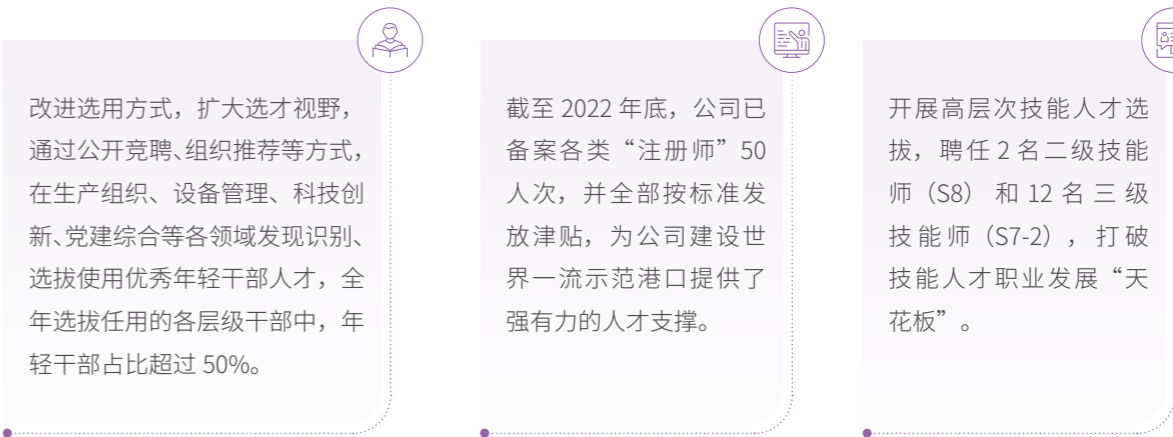 改进选用方式，扩大选才视野，
通过公开竞聘、组织推荐等方式，
在生产组织、设备管理、科技创
新、党建综合等各领域发现识别、
选拔使用优秀年轻干部人才，全
年选拔任用的各层级干部中，年
轻干部占比超过 50%。
截至 2022 年底，公司已
备案各类“注册师”50
人次，并全部按标准发
放津贴，为公司建设世
界一流示范港口提供了
强有力的人才支撑。
开展高层次技能人才选
拔，聘任 2 名二级技能
师（S8） 和 12 名 三 级
技能师（S7-2），打破
技能人才职业发展“天
花板”。